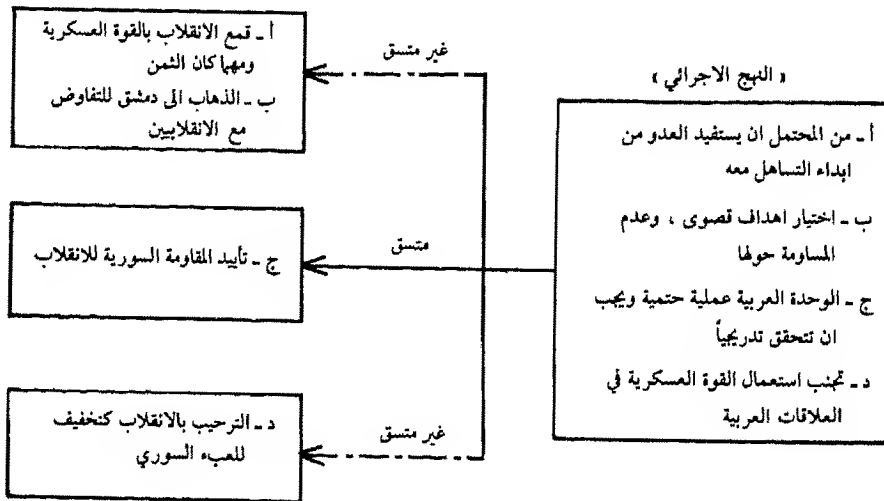 « النهج الاجرائي »
أ ـ من المحتمل ان يستفيد العدو من
ابداء التساهل معه
ب ـ اختيار اهداف قصوى ، وعدم
المساومة حولها
ج ـ الوحدة العربية عملية حتمية ويجب
ان تتحقق تدريجياً
د ـ تجنب استعمال القوة العسكرية في
العلاقات العربية
غير متسق
أ ـ قمع الانقلاب بالقوة العسكرية
ومهما كان الثمن
ب ـ الذهاب الى دمشق للتفاوض
مع الانقلابيين
متسق
ج ـ تأييد المقاومة السورية للانقلاب
غير متسق
د ـ الترحيب بالانقلاب كتخفيف
للعبء السوري